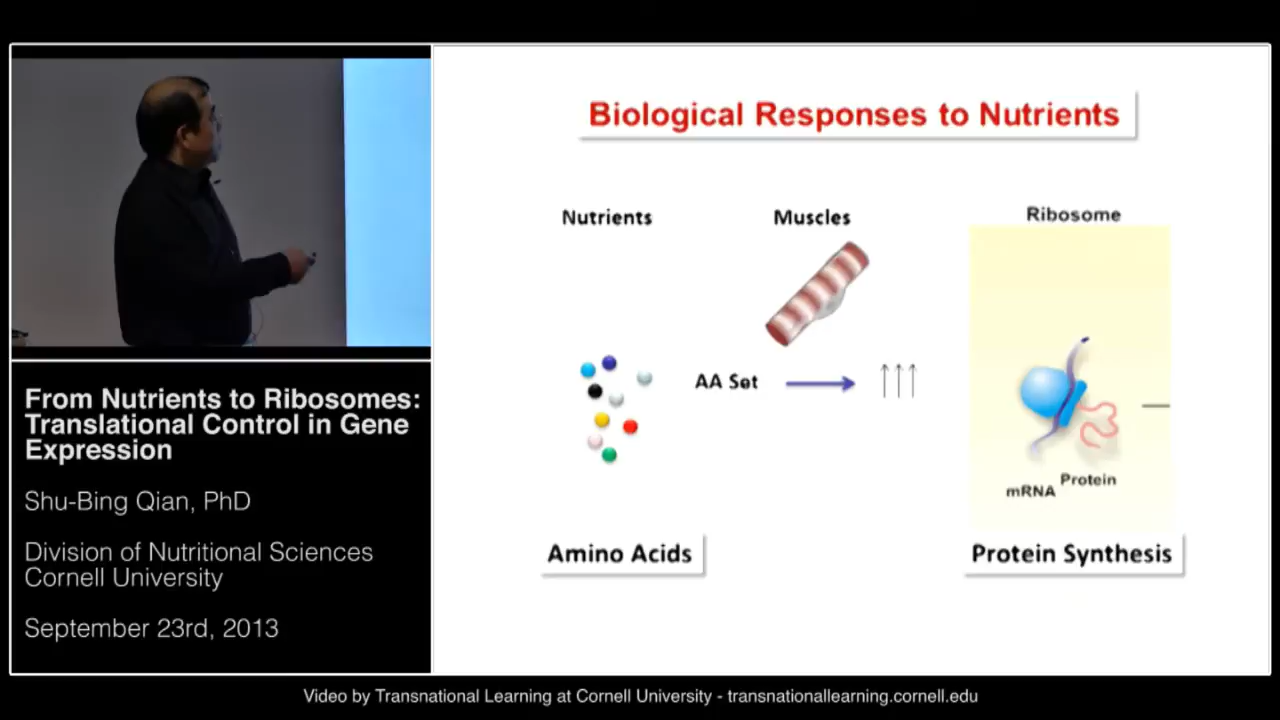 Biological Responses to Nutrients
Nutrients
Muscles
Ribosome
AA Set
mRNA
Protein
Amino Acids
Protein Synthesis
From Nutrients to Ribosomes:
Translational Control in Gene
Expression
Shu-Bing Qian, PhD
Division of Nutritional Sciences
Cornell University
September 23rd, 2013
Video by Transnational Learning at Cornell University - transnationallearning.cornell.edu